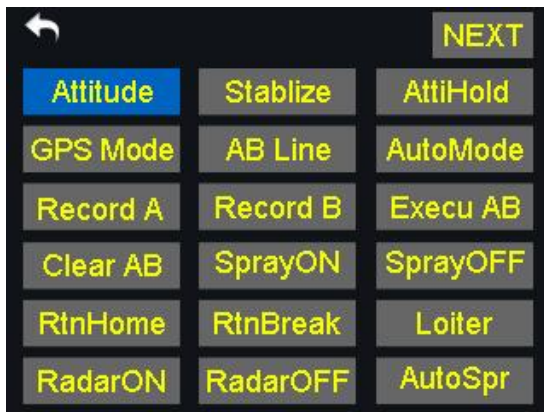 NEXT
Attitude Stablize AttiHold
GPS Mode AB Line AutoMode
Record A Record B Execu AB
Clear AB SprayON SprayOFF
RtnHome RtnBreak Loiter
RadarON RadarOFF AutoSpr